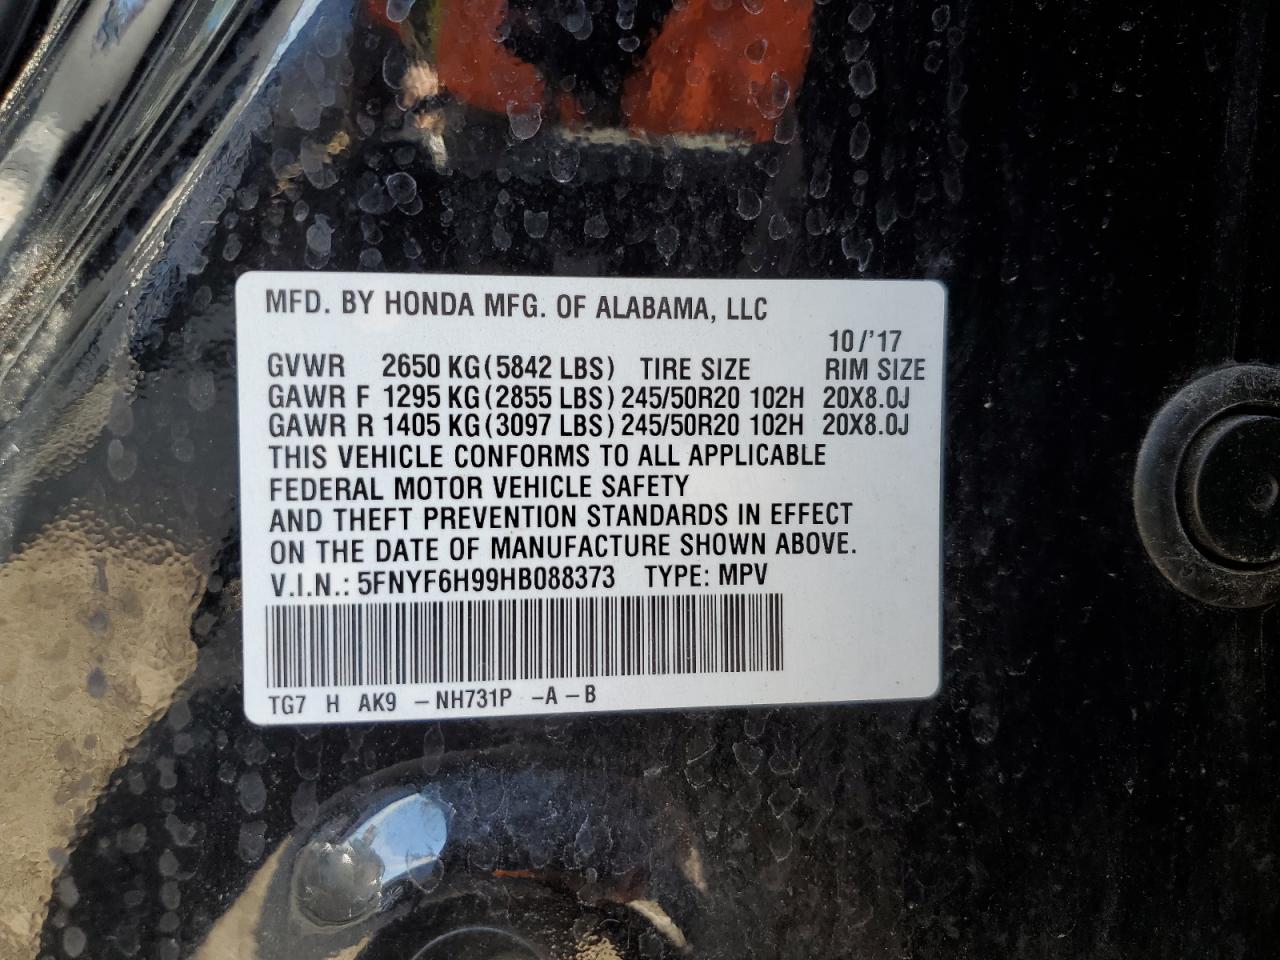 MFD. BY HONDA MFG. OF ALABAMA, LLC
10/'17
GVWR 2650 KG(5842 LBS) TIRE SIZE RIM SIZE
GAWR F 1295 KG(2855 LBS) 245/50R20 102H 20X8.0J
GAWR R 1405 KG(3097 LBS) 245/50R20 102H 20X8.0J
THIS VEHICLE CONFORMS TO ALL APPLICABLE
FEDERAL MOTOR VEHICLE SAFETY
AND THEFT PREVENTION STANDARDS IN EFFECT
ON THE DATE OF MANUFACTURE SHOWN ABOVE.
V.I.N.: 5FNYF6H99HB088373 TYPE: MPV
TG7 H AK9 -NH731P -A-B